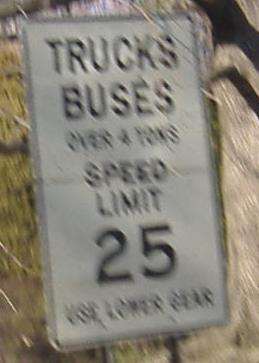 TRUCKS
BUSES
OVER 4 TONS
SPEED
LIMIT
25
USE LOWER GEAR